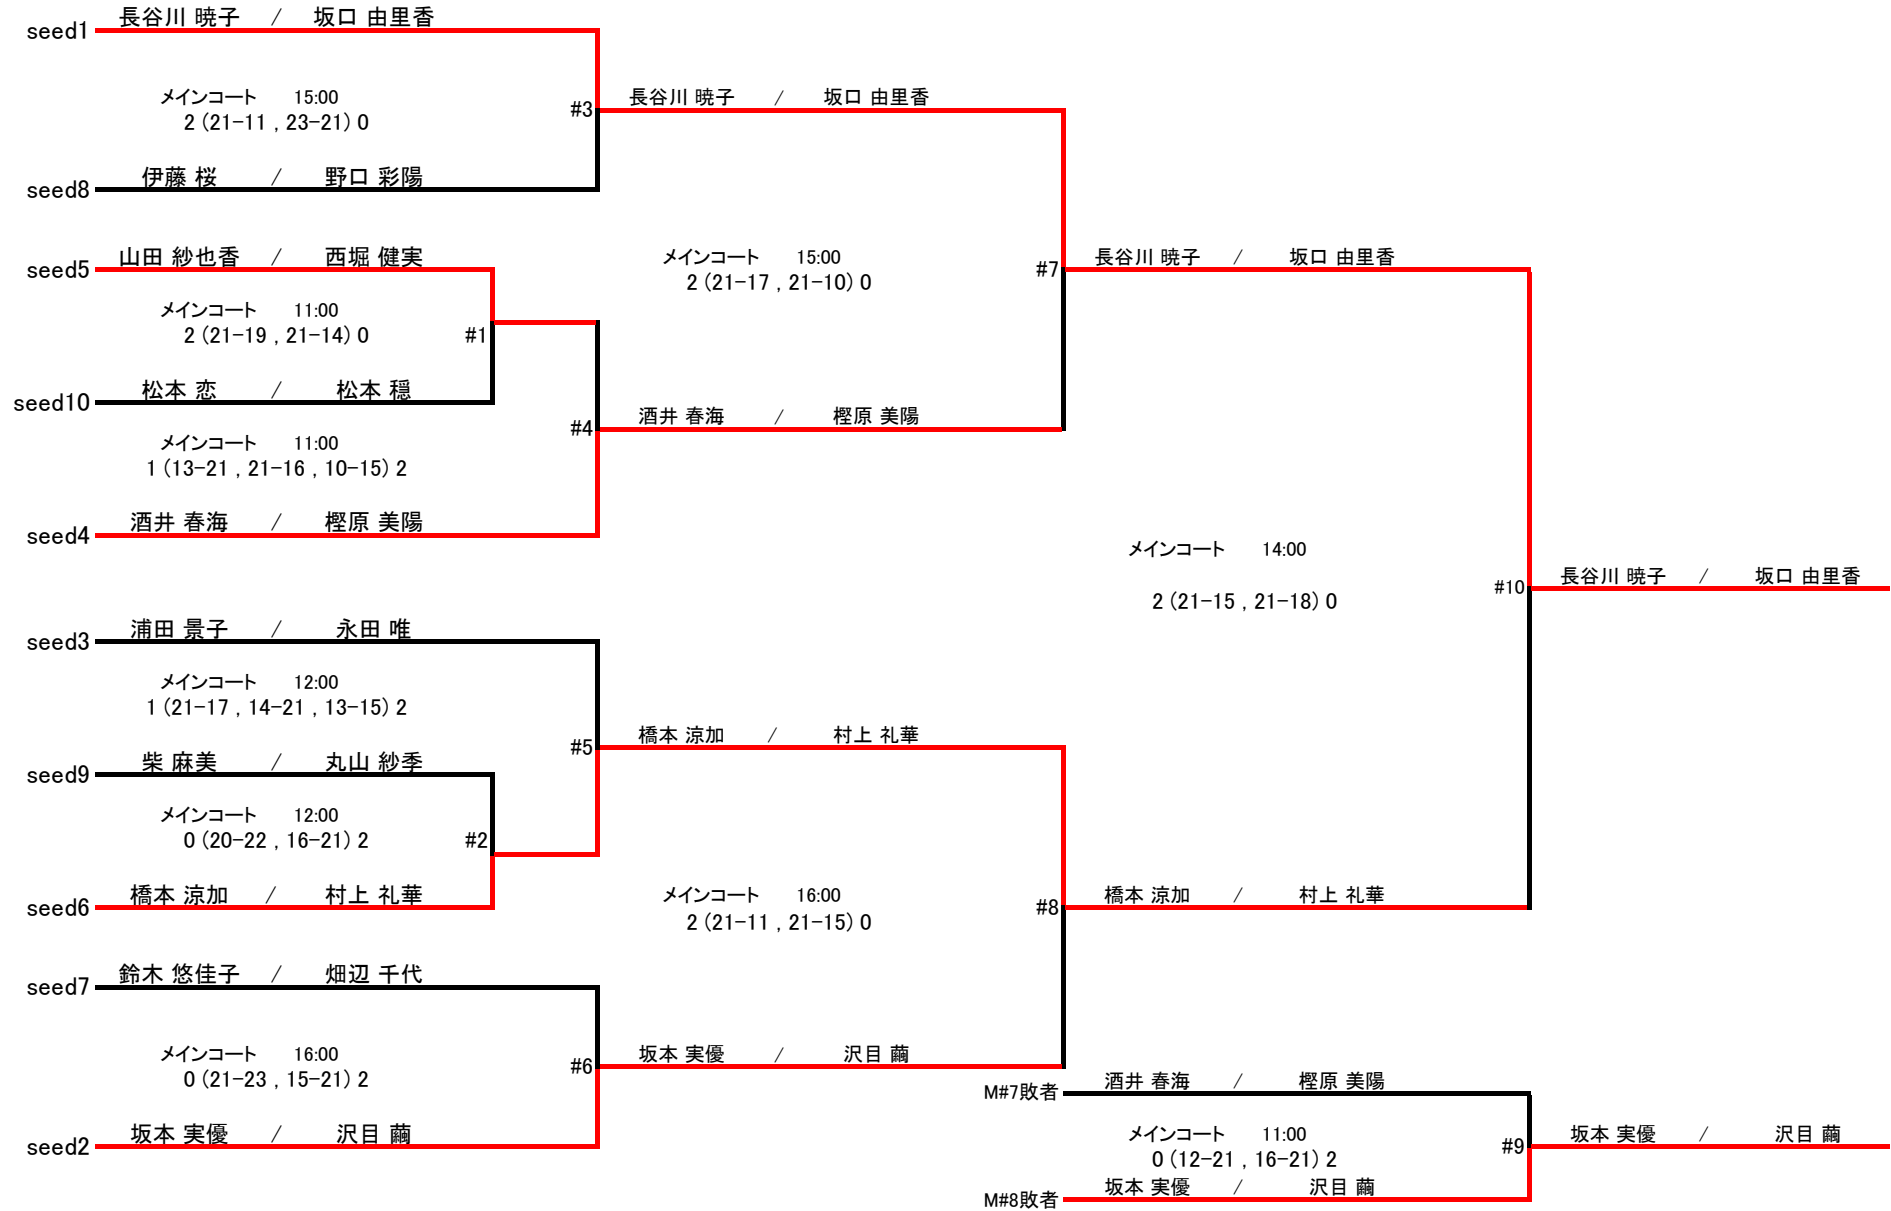 seed1 長谷川 暁子 / 坂口 由里香
メインコート 15:00
2 (21-11 , 23-21) 0
#3
seed8 伊藤 桜 / 野口 彩陽
seed5 山田 紗也香 / 西堀 健実
メインコート 11:00
2 (21-19 , 21-14) 0
#1
seed10 松本 恋 / 松本 穏
メインコート 11:00
1 (13-21 , 21-16 , 10-15) 2
#4
seed4 酒井 春海 / 樫原 美陽
seed3 浦田 景子 / 永田 唯
メインコート 12:00
1 (21-17 , 14-21 , 13-15) 2
#5
seed9 柴 麻美 / 丸山 紗季
メインコート 12:00
0 (20-22 , 16-21) 2
#2
seed6 橋本 涼加 / 村上 礼華
seed7 鈴木 悠佳子 / 畑辺 千代
メインコート 16:00
0 (21-23 , 15-21) 2
#6
seed2 坂本 実優 / 沢目 繭
長谷川 暁子 / 坂口 由里香
メインコート 15:00
2 (21-17 , 21-10) 0
#7
酒井 春海 / 樫原 美陽
橋本 涼加 / 村上 礼華
メインコート 16:00
2 (21-11 , 21-15) 0
#8
坂本 実優 / 沢目 繭
長谷川 暁子 / 坂口 由里香
メインコート 14:00
2 (21-15 , 21-18) 0
#10
橋本 涼加 / 村上 礼華
長谷川 暁子 / 坂口 由里香
M#7敗者 酒井 春海 / 樫原 美陽
メインコート 11:00
0 (12-21 , 16-21) 2
#9
M#8敗者 坂本 実優 / 沢目 繭
坂本 実優 / 沢目 繭